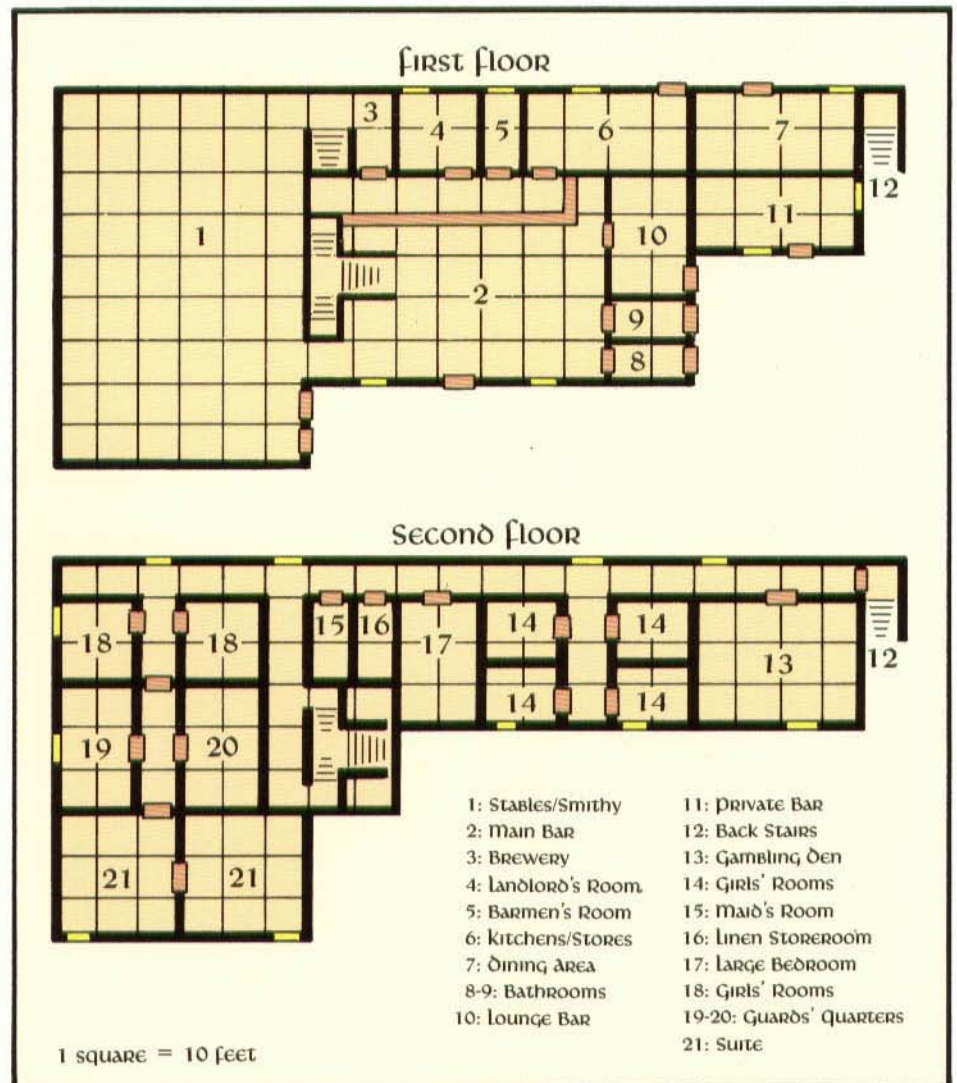 First Floor
3
4
5
6
7
12
1
10
11
2
9
8
Second Floor
18
18
15
16
17
14
14
13
12
14
14
19
20
21
21
1: Stables/Smithy
2: Main Bar
3: Brewery
4: Landlord's Room
5: Barmen's Room
6: Kitchens/Stores
7: Dining Area
8-9: Bathrooms
10: Lounge Bar
11: Private Bar
12: Back Stairs
13: Gambling Den
14: Girls' Rooms
15: Maid's Room
16: Linen Storeroom
17: Large Bedroom
18: Girls' Rooms
19-20: Guards' Quarters
21: Suite
1 square = 10 feet